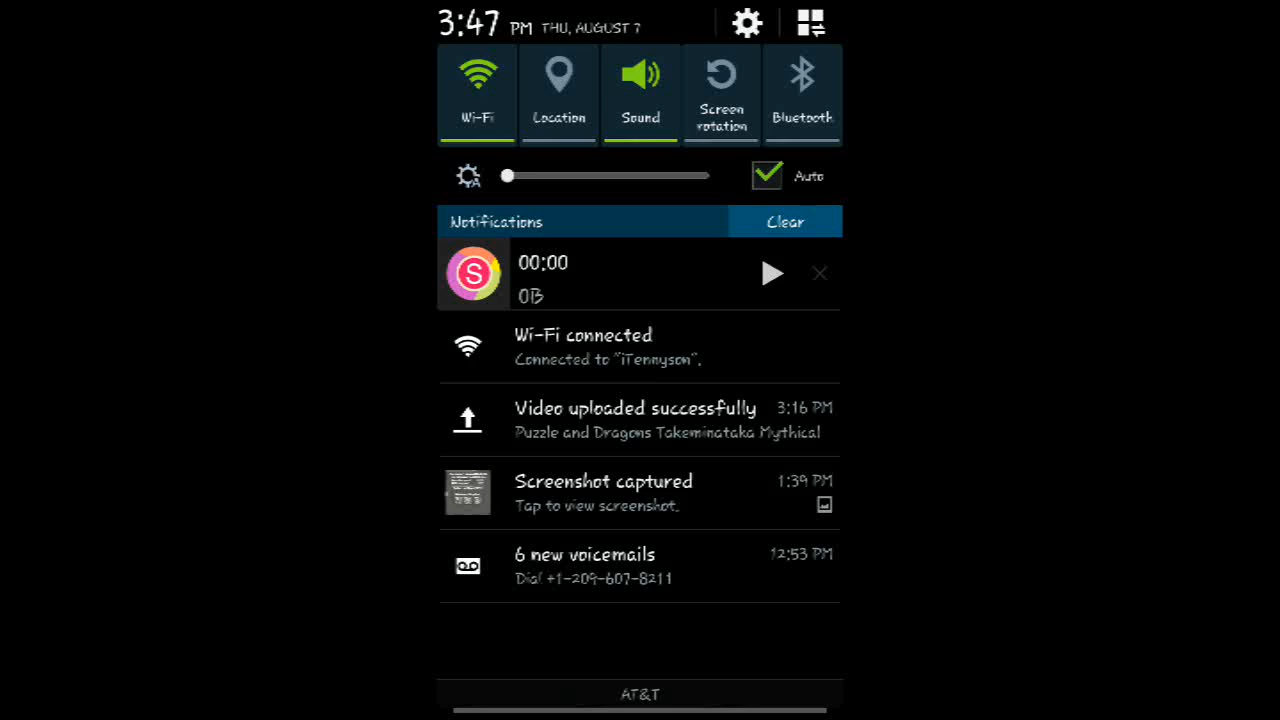 3:47 PM THU, AUGUST 7
Wi-Fi
Location
Sound
Screen
rotation
Bluetooth
A
Auto
Notifications
Clear
S
00:00
0B
Wi-Fi connected
Connected to "iTennyson".
Video uploaded successfully 3:16 PM
Puzzle and Dragons Takeminataka Mythical
Screenshot captured 1:39 PM
Tap to view screenshot.
6 new voicemails 12:53 PM
Dial +1-209-607-8211
AT&T